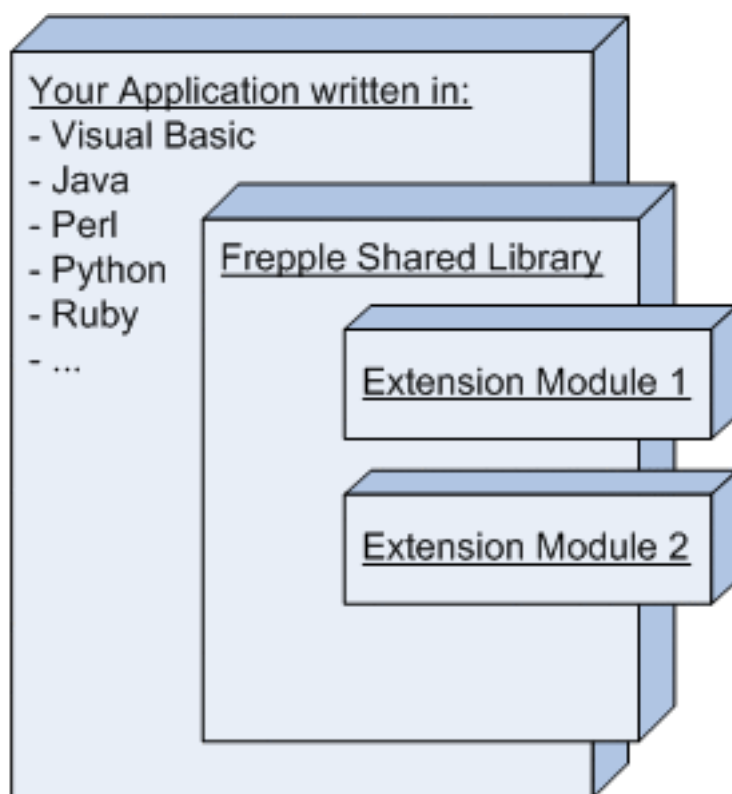 Your Application written in:
- Visual Basic
- Java
- Perl
- Python
- Ruby
- ...
Frepple Shared Library
Extension Module 1
Extension Module 2